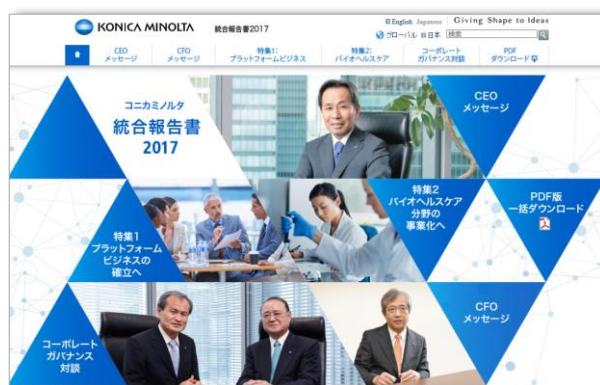 KONICA MINOLTA
統合報告書2017
English Japanese
Giving Shape to Ideas
グローバル 日本 検索
CEO
メッセージ
CFO
メッセージ
特集1:
プラットフォームビジネス
特集2:
バイオヘルスケア
コーポレート
ガバナンス対談
PDF
ダウンロード
コニカミノルタ
統合報告書
2017
CEO
メッセージ
特集1
プラットフォーム
ビジネスの
確立へ
特集2
バイオヘルスケア
分野の
事業化へ
PDF版
一括ダウンロード
コーポレート
ガバナンス
対談
CFO
メッセージ